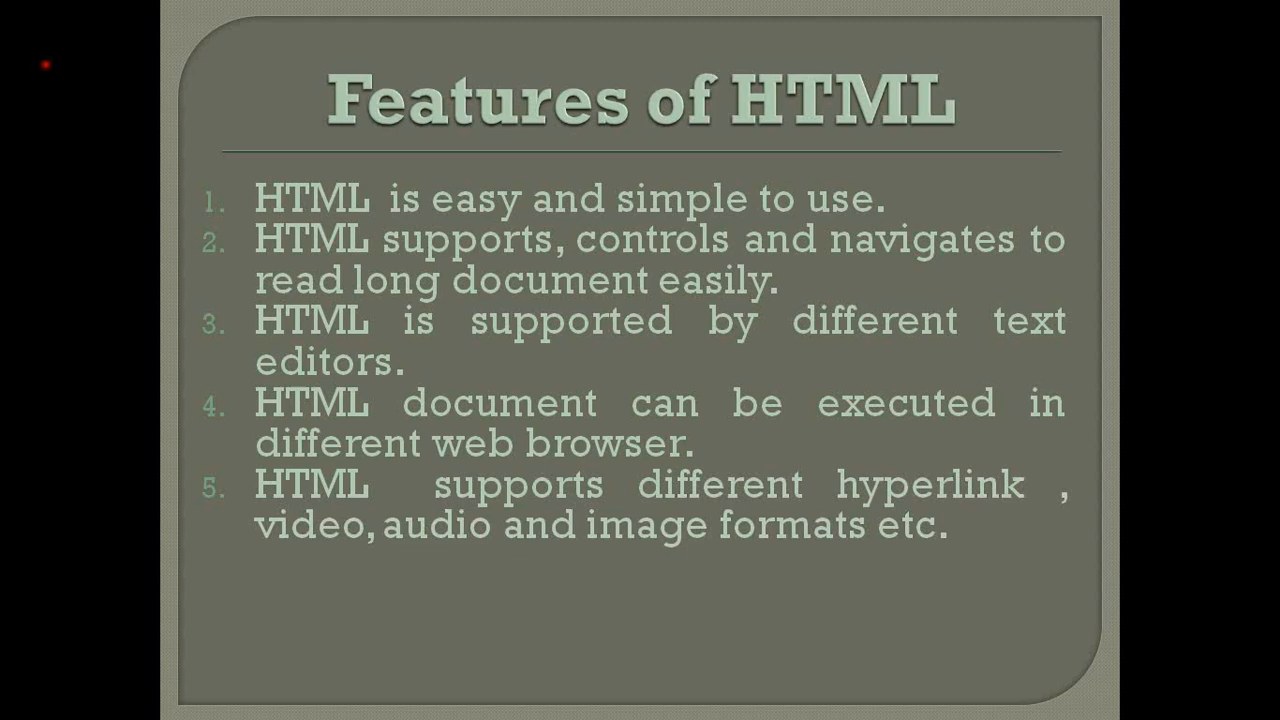 Features of HTML
1. HTML is easy and simple to use.
2. HTML supports, controls and navigates to
read long document easily.
3. HTML is supported by different text
editors.
4. HTML document can be executed in
different web browser.
5. HTML supports different hyperlink ,
video, audio and image formats etc.